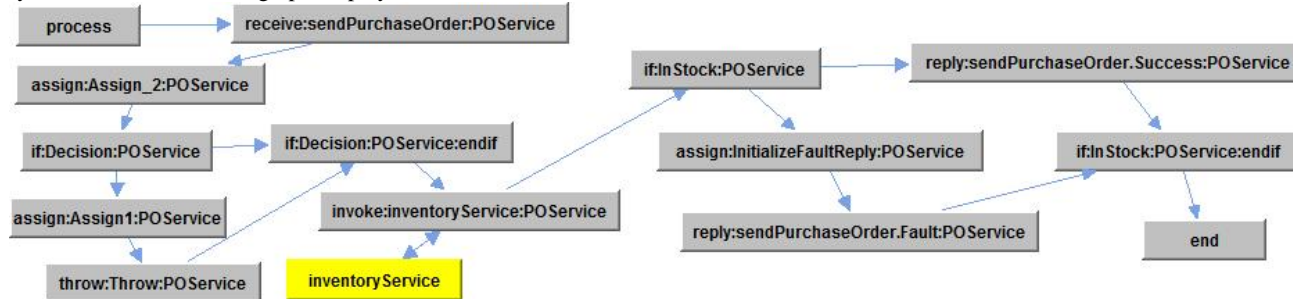 process
receive:sendPurchaseOrder:POService
assign:Assign_2:POService
if:Decision:POService
if:Decision:POService:endif
assign:Assign1:POService
invoke:inventoryService:POService
throw:Throw:POService
inventoryService
if:InStock:POService
reply:sendPurchaseOrder.Success:POService
assign:InitializeFaultReply:POService
if:InStock:POService:endif
reply:sendPurchaseOrder.Fault:POService
end